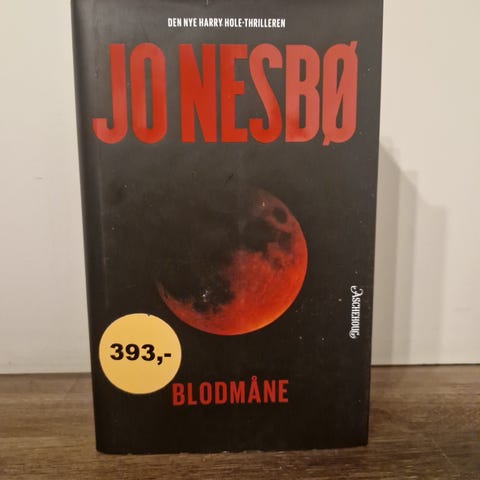 DEN NYE HARRY HOLE-THRILLEREN
JO NESBØ
ASCHEHOUG
393,-
BLODMÅNE